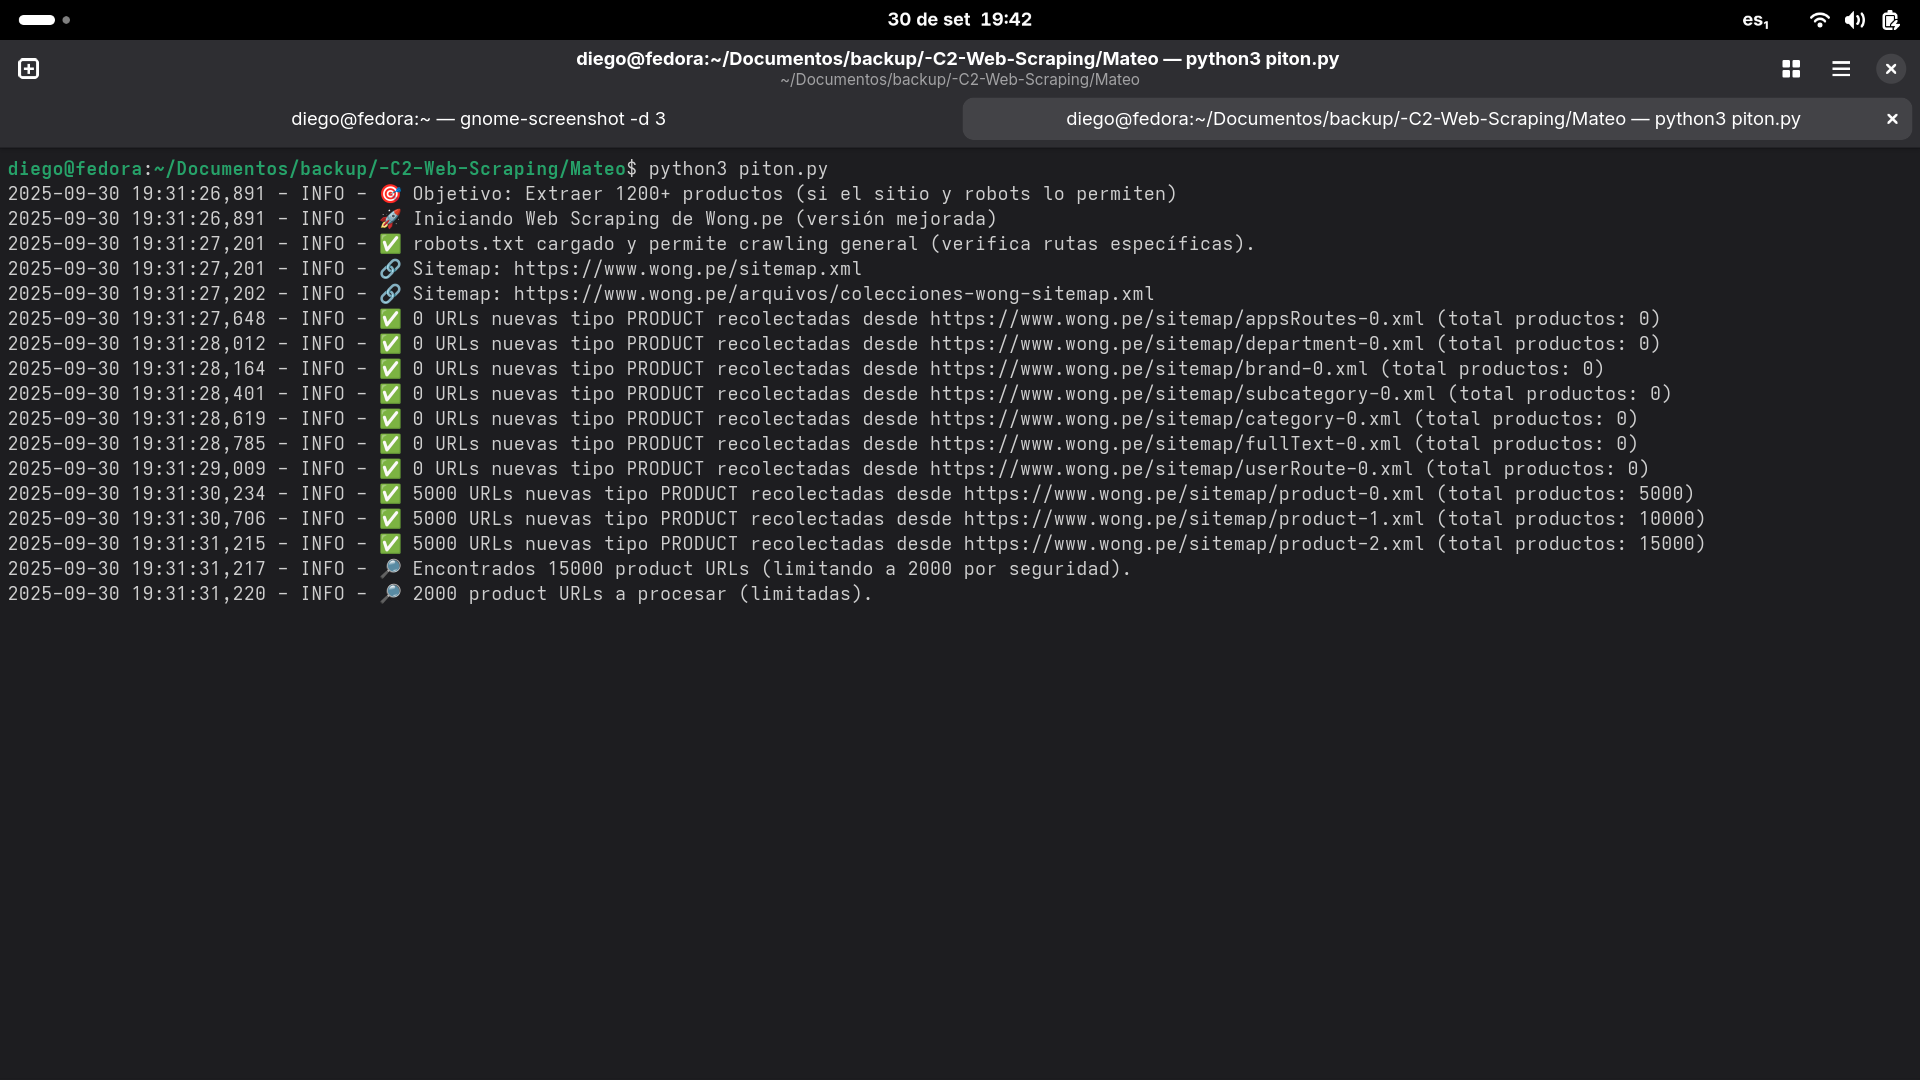 30 de set 19:42
es₁
diego@fedora:~/Documentos/backup/-C2-Web-Scraping/Mateo — python3 piton.py
~/Documentos/backup/-C2-Web-Scraping/Mateo
diego@fedora:~ — gnome-screenshot -d 3
diego@fedora:~/Documentos/backup/-C2-Web-Scraping/Mateo — python3 piton.py
diego@fedora:~/Documentos/backup/-C2-Web-Scraping/Mateo$ python3 piton.py
2025-09-30 19:31:26,891 - INFO - 🎯 Objetivo: Extraer 1200+ productos (si el sitio y robots lo permiten)
2025-09-30 19:31:26,891 - INFO - 🚀 Iniciando Web Scraping de Wong.pe (versión mejorada)
2025-09-30 19:31:27,201 - INFO - ✅ robots.txt cargado y permite crawling general (verifica rutas específicas).
2025-09-30 19:31:27,201 - INFO - 🔗 Sitemap: https://www.wong.pe/sitemap.xml
2025-09-30 19:31:27,202 - INFO - 🔗 Sitemap: https://www.wong.pe/arquivos/colecciones-wong-sitemap.xml
2025-09-30 19:31:27,648 - INFO - ✅ 0 URLs nuevas tipo PRODUCT recolectadas desde https://www.wong.pe/sitemap/appsRoutes-0.xml (total productos: 0)
2025-09-30 19:31:28,012 - INFO - ✅ 0 URLs nuevas tipo PRODUCT recolectadas desde https://www.wong.pe/sitemap/department-0.xml (total productos: 0)
2025-09-30 19:31:28,164 - INFO - ✅ 0 URLs nuevas tipo PRODUCT recolectadas desde https://www.wong.pe/sitemap/brand-0.xml (total productos: 0)
2025-09-30 19:31:28,401 - INFO - ✅ 0 URLs nuevas tipo PRODUCT recolectadas desde https://www.wong.pe/sitemap/subcategory-0.xml (total productos: 0)
2025-09-30 19:31:28,619 - INFO - ✅ 0 URLs nuevas tipo PRODUCT recolectadas desde https://www.wong.pe/sitemap/category-0.xml (total productos: 0)
2025-09-30 19:31:28,785 - INFO - ✅ 0 URLs nuevas tipo PRODUCT recolectadas desde https://www.wong.pe/sitemap/fullText-0.xml (total productos: 0)
2025-09-30 19:31:29,009 - INFO - ✅ 0 URLs nuevas tipo PRODUCT recolectadas desde https://www.wong.pe/sitemap/userRoute-0.xml (total productos: 0)
2025-09-30 19:31:30,234 - INFO - ✅ 5000 URLs nuevas tipo PRODUCT recolectadas desde https://www.wong.pe/sitemap/product-0.xml (total productos: 5000)
2025-09-30 19:31:30,706 - INFO - ✅ 5000 URLs nuevas tipo PRODUCT recolectadas desde https://www.wong.pe/sitemap/product-1.xml (total productos: 10000)
2025-09-30 19:31:31,215 - INFO - ✅ 5000 URLs nuevas tipo PRODUCT recolectadas desde https://www.wong.pe/sitemap/product-2.xml (total productos: 15000)
2025-09-30 19:31:31,217 - INFO - 🔎 Encontrados 15000 product URLs (limitando a 2000 por seguridad).
2025-09-30 19:31:31,220 - INFO - 🔎 2000 product URLs a procesar (limitadas).